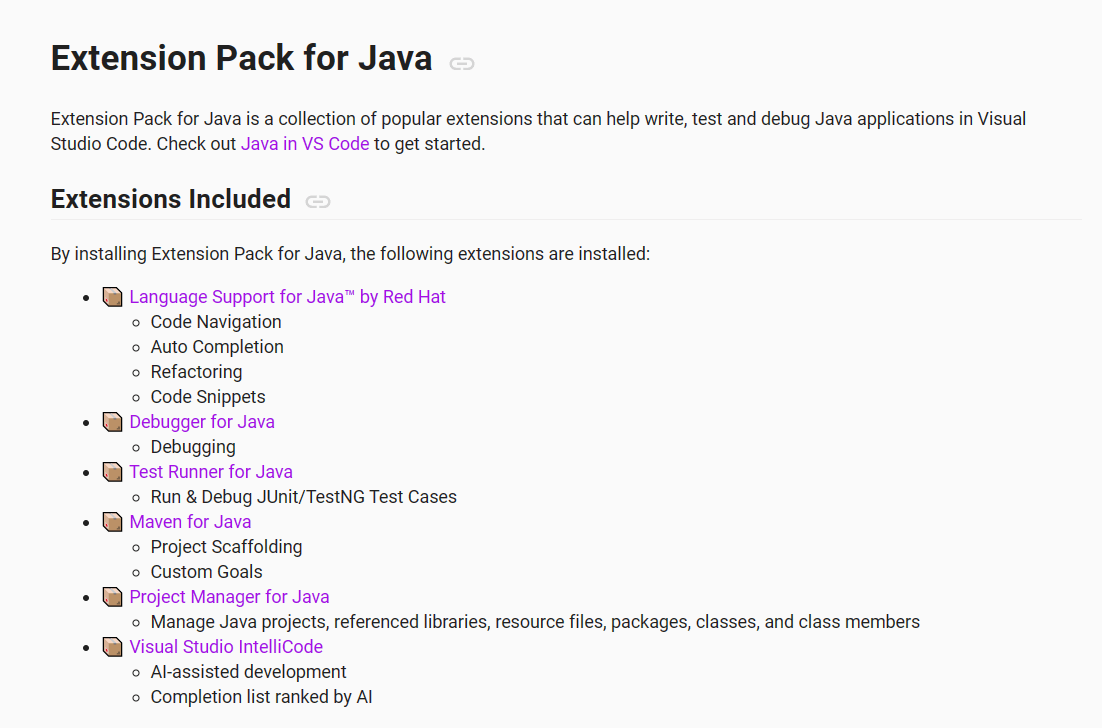 Extension Pack for Java
Extension Pack for Java is a collection of popular extensions that can help write, test and debug Java applications in Visual
Studio Code. Check out Java in VS Code to get started.
Extensions Included
By installing Extension Pack for Java, the following extensions are installed:
Language Support for Java™ by Red Hat
Code Navigation
Auto Completion
Refactoring
Code Snippets
Debugger for Java
Debugging
Test Runner for Java
Run & Debug JUnit/TestNG Test Cases
Maven for Java
Project Scaffolding
Custom Goals
Project Manager for Java
Manage Java projects, referenced libraries, resource files, packages, classes, and class members
Visual Studio IntelliCode
AI-assisted development
Completion list ranked by AI